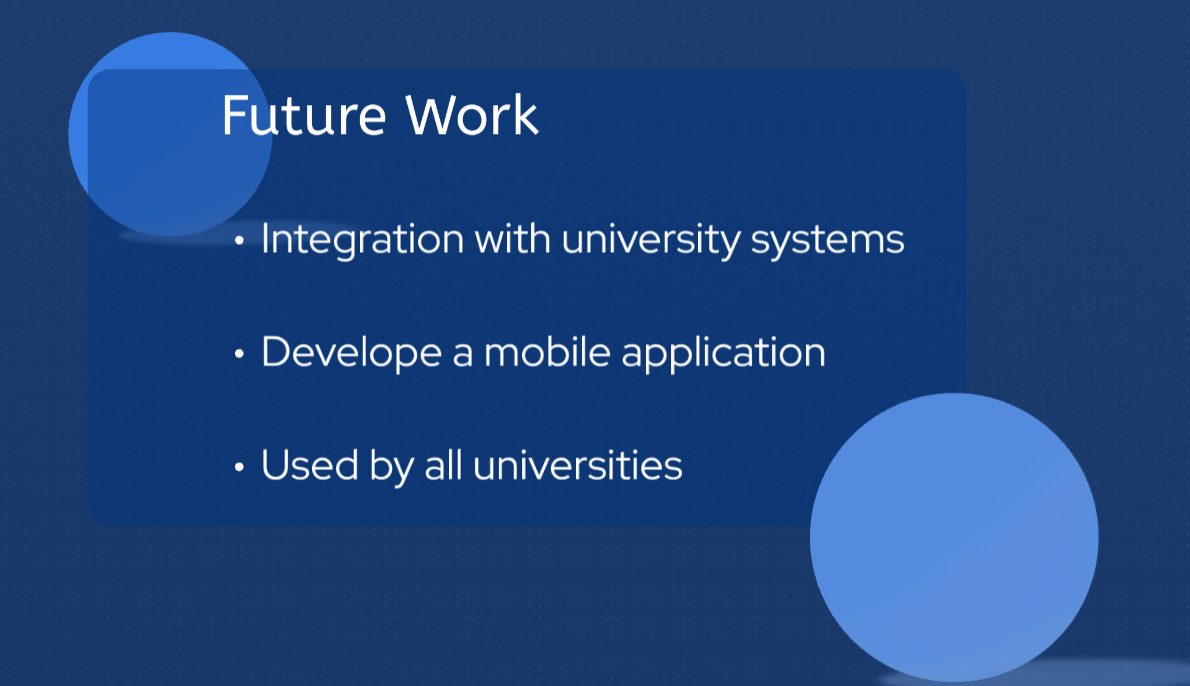 Future Work
• Integration with university systems
• Develope a mobile application
• Used by all universities